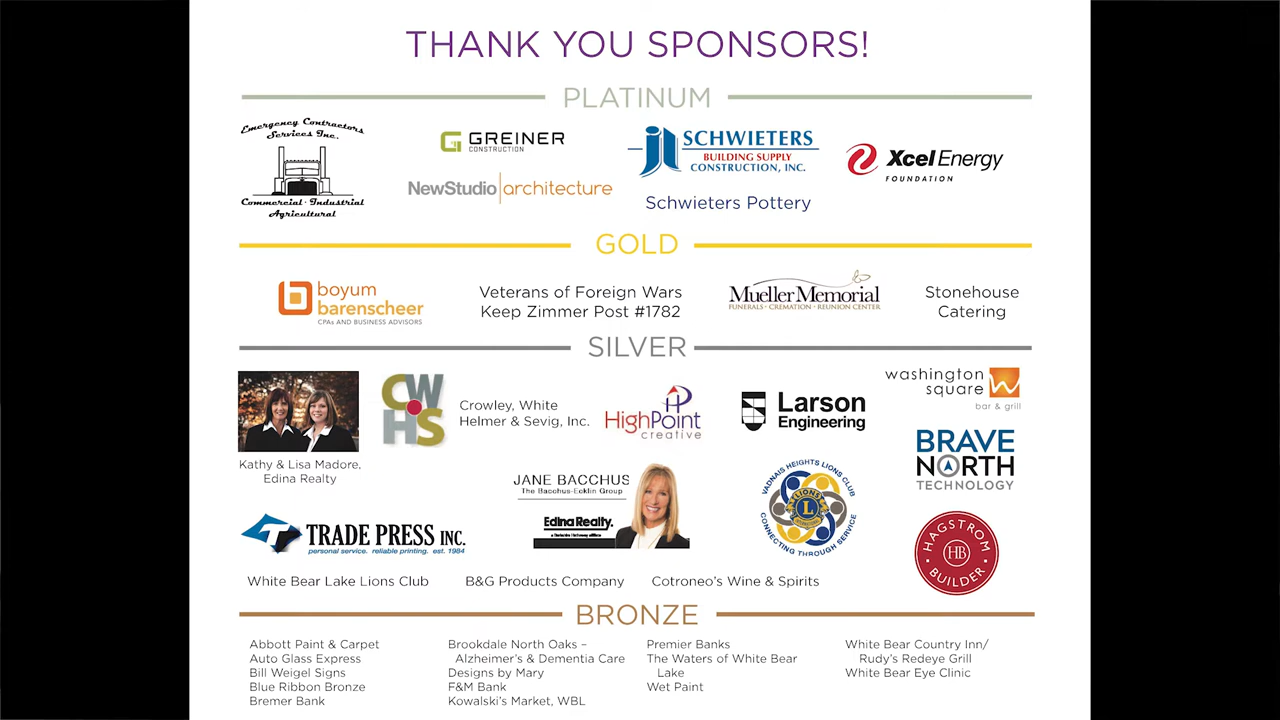 THANK YOU SPONSORS!
PLATINUM
Emergency Contractors
Services Inc.
Commercial · Industrial
Agricultural
GREINER
CONSTRUCTION
NewStudio|architecture
SCHWIETERS
BUILDING SUPPLY
CONSTRUCTION, INC.
Schwieters Pottery
XcelEnergy
FOUNDATION
GOLD
boyum
barenscheer
CPAs AND BUSINESS ADVISORS
Veterans of Foreign Wars
Keep Zimmer Post #1782
Mueller Memorial
FUNERALS · CREMATION · REUNION CENTER
Stonehouse
Catering
SILVER
Kathy & Lisa Madore,
Edina Realty
CW
HS
Crowley, White
Helmer & Sevig, Inc.
HighPoint
creative
Larson
Engineering
washington
square
bar & grill
BRAVE
NORTH
TECHNOLOGY
TRADE PRESS INC.
personal service. reliable printing. est. 1984
JANE BACCHUS
The Bacchus-Ecklin Group
Edina Realty.
VADNAIS HEIGHTS LIONS CLUB
LIONS
L
CONNECTING THROUGH SERVICE
HAGSTROM
HB
BUILDER
White Bear Lake Lions Club
B&G Products Company
Cotroneo's Wine & Spirits
BRONZE
Abbott Paint & Carpet
Auto Glass Express
Bill Weigel Signs
Blue Ribbon Bronze
Bremer Bank
Brookdale North Oaks –
Alzheimer's & Dementia Care
Designs by Mary
F&M Bank
Kowalski's Market, WBL
Premier Banks
The Waters of White Bear
Lake
Wet Paint
White Bear Country Inn/
Rudy's Redeye Grill
White Bear Eye Clinic